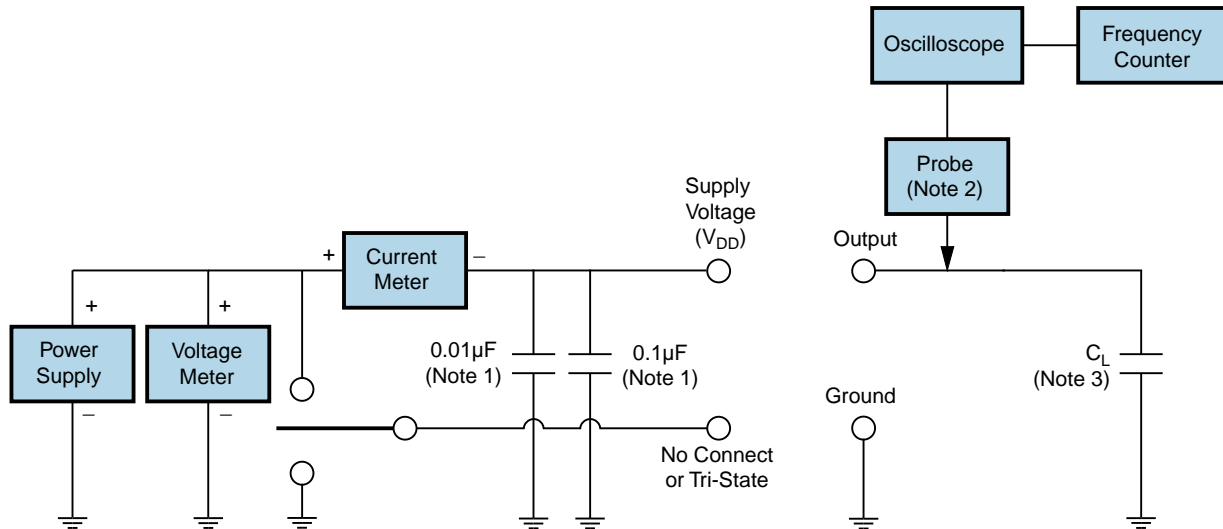 Oscilloscope
Frequency
Counter
Probe
(Note 2)
Supply
Voltage
(VDD)
Output
+
Current
Meter
–
+
+
Power
Supply
Voltage
Meter
–
–
0.01µF
(Note 1)
0.1µF
(Note 1)
CL
(Note 3)
Ground
No Connect
or Tri-State